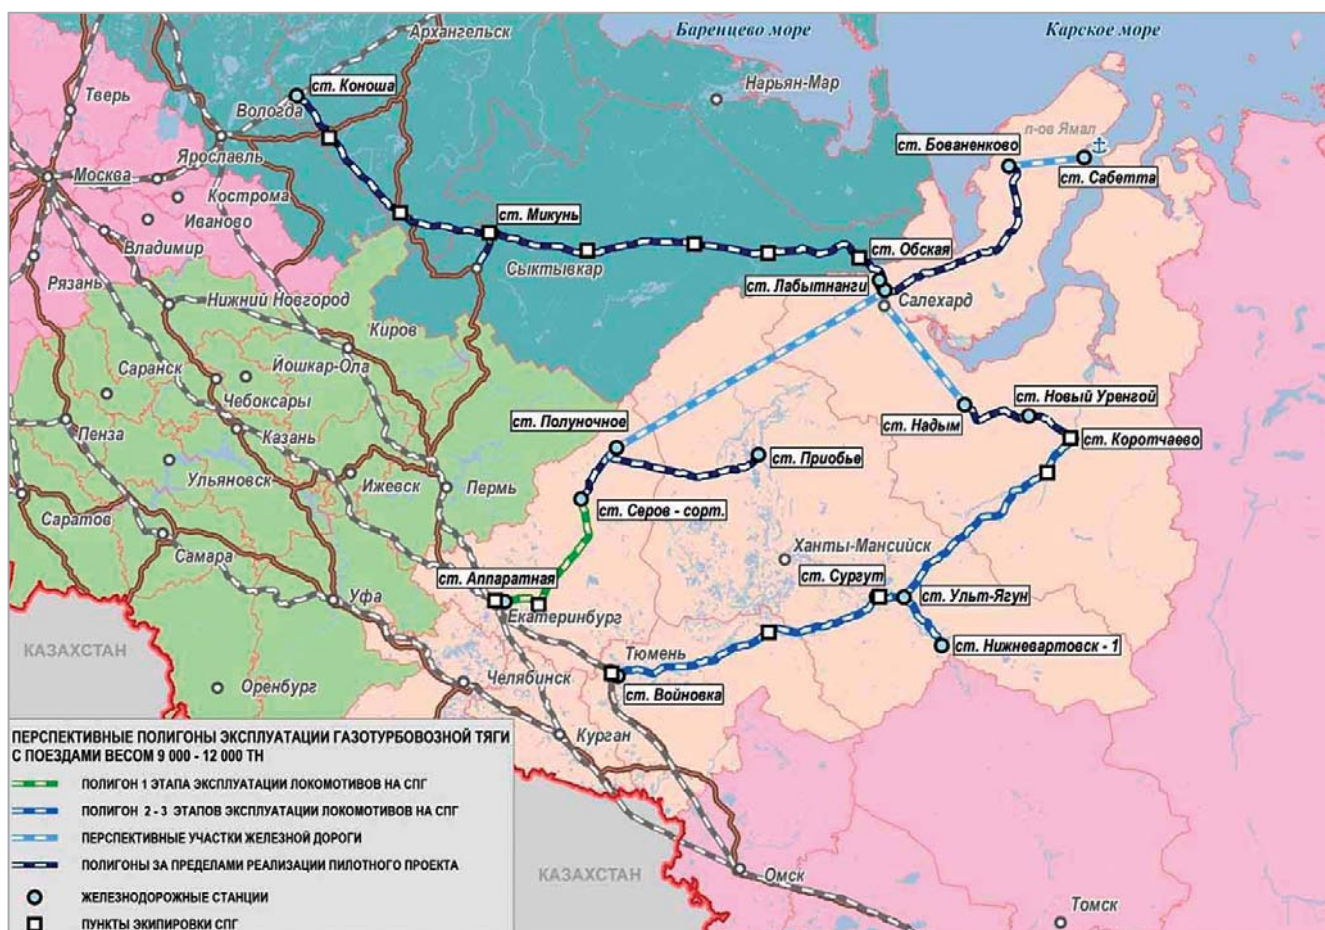 Баренцево море
Карское море
Архангельск
Нарьян-Мар
ст. Коноша
Тверь
Вологда
п-ов Ямал
ст. Бованенково
Ярославль
ст. Сабетта
Москва
Кострома
ст. Микунь
Иваново
Владимир
ст. Обская
Сыктывкар
Рязань
ст. Лабытнанги
Салехард
Нижний Новгород
Киров
Саранск
Йошкар-Ола
ст. Новый Уренгой
Чебоксары
ст. Полуночное
ст. Надым
Пенза
Казань
ст. Коротчаево
ст. Приобье
Ульяновск
Ижевск
Пермь
ст. Серов - сорт.
Саратов
Самара
Ханты-Мансийск
ст. Аппаратная
ст. Сургут
Уфа
ст. Ульт-Ягун
Екатеринбург
КАЗАХСТАН
Тюмень
ст. Нижневартовск - 1
Оренбург
Челябинск
ст. Войновка
Курган
ПЕРСПЕКТИВНЫЕ ПОЛИГОНЫ ЭКСПЛУАТАЦИИ ГАЗОТУРБОВОЗНОЙ ТЯГИ
С ПОЕЗДАМИ ВЕСОМ 9 000 - 12 000 ТН
ПОЛИГОН 1 ЭТАПА ЭКСПЛУАТАЦИИ ЛОКОМОТИВОВ НА СПГ
ПОЛИГОН 2 - 3 ЭТАПОВ ЭКСПЛУАТАЦИИ ЛОКОМОТИВОВ НА СПГ
ПЕРСПЕКТИВНЫЕ УЧАСТКИ ЖЕЛЕЗНОЙ ДОРОГИ
ПОЛИГОНЫ ЗА ПРЕДЕЛАМИ РЕАЛИЗАЦИИ ПИЛОТНОГО ПРОЕКТА
ЖЕЛЕЗНОДОРОЖНЫЕ СТАНЦИИ
ПУНКТЫ ЭКИПИРОВКИ СПГ
КАЗАХСТАН
Омск
Томск